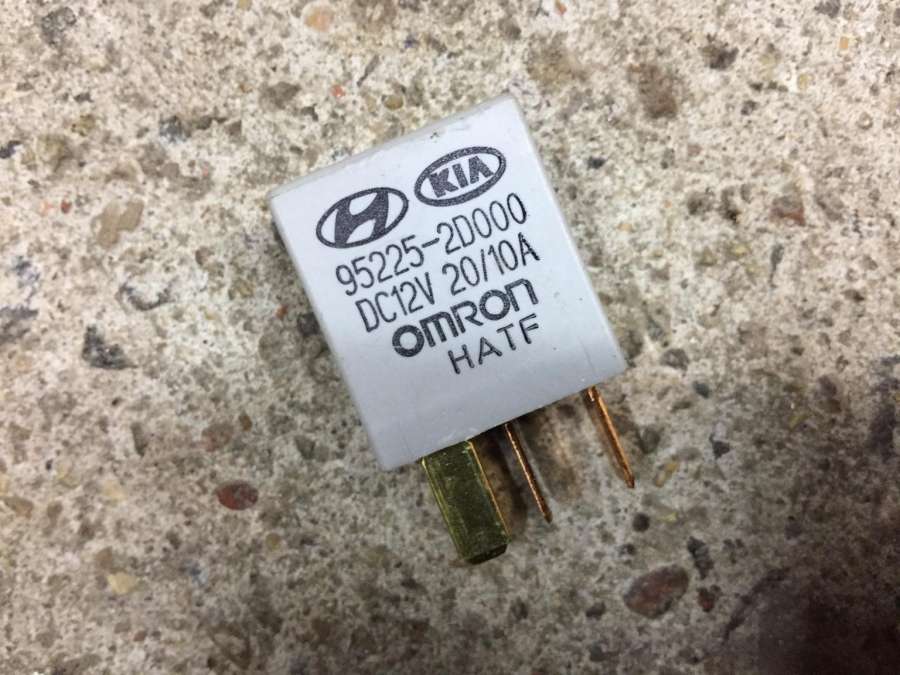 KIA
95225-2D000
DC12V 20/10A
OMRON
HATF